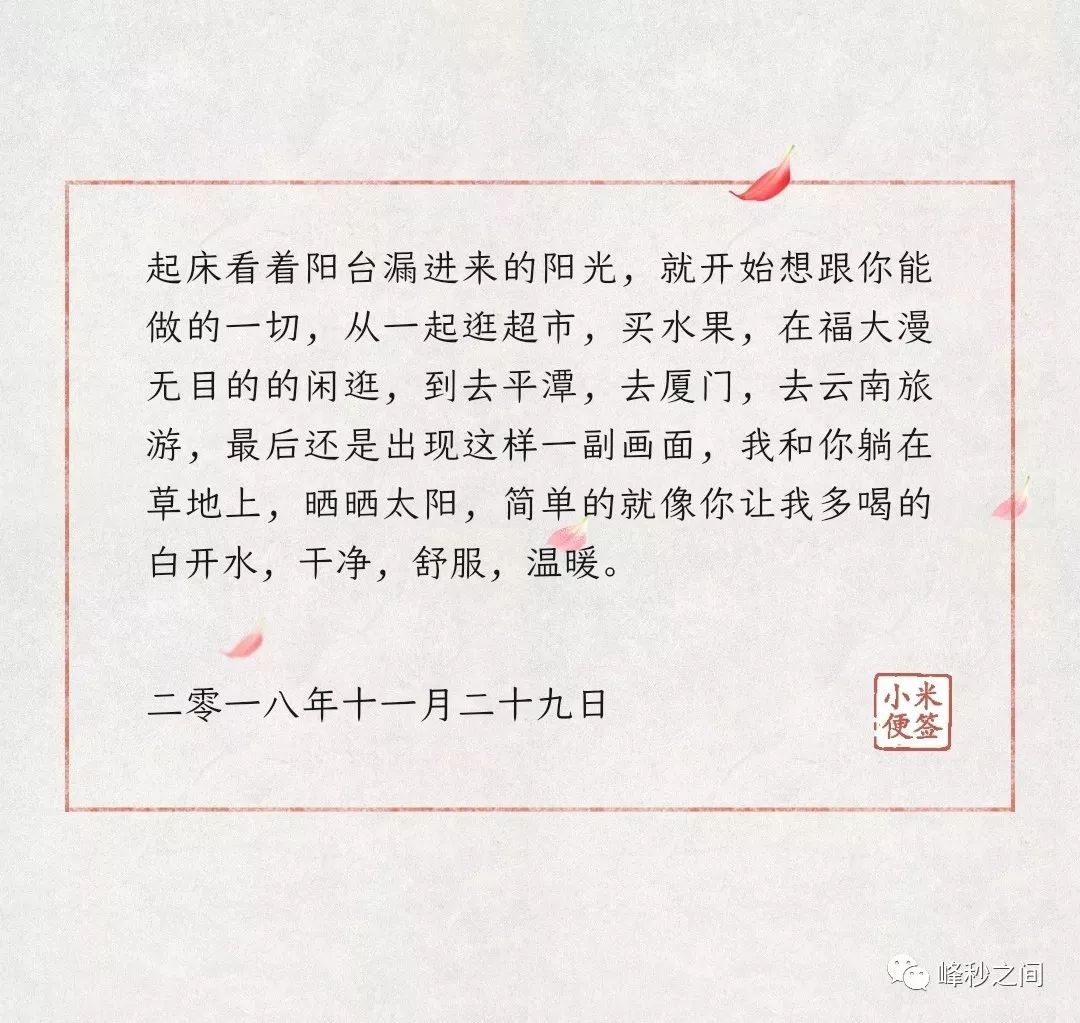 起床看着阳台漏进来的阳光，就开始想跟你能
做的一切，从一起逛超市，买水果，在福大漫
无目的的闲逛，到去平潭，去厦门，去云南旅
游，最后还是出现这样一副画面，我和你躺在
草地上，晒晒太阳，简单的就像你让我多喝的
白开水，干净，舒服，温暖。
二零一八年十一月二十九日
小米
便签
峰秒之间